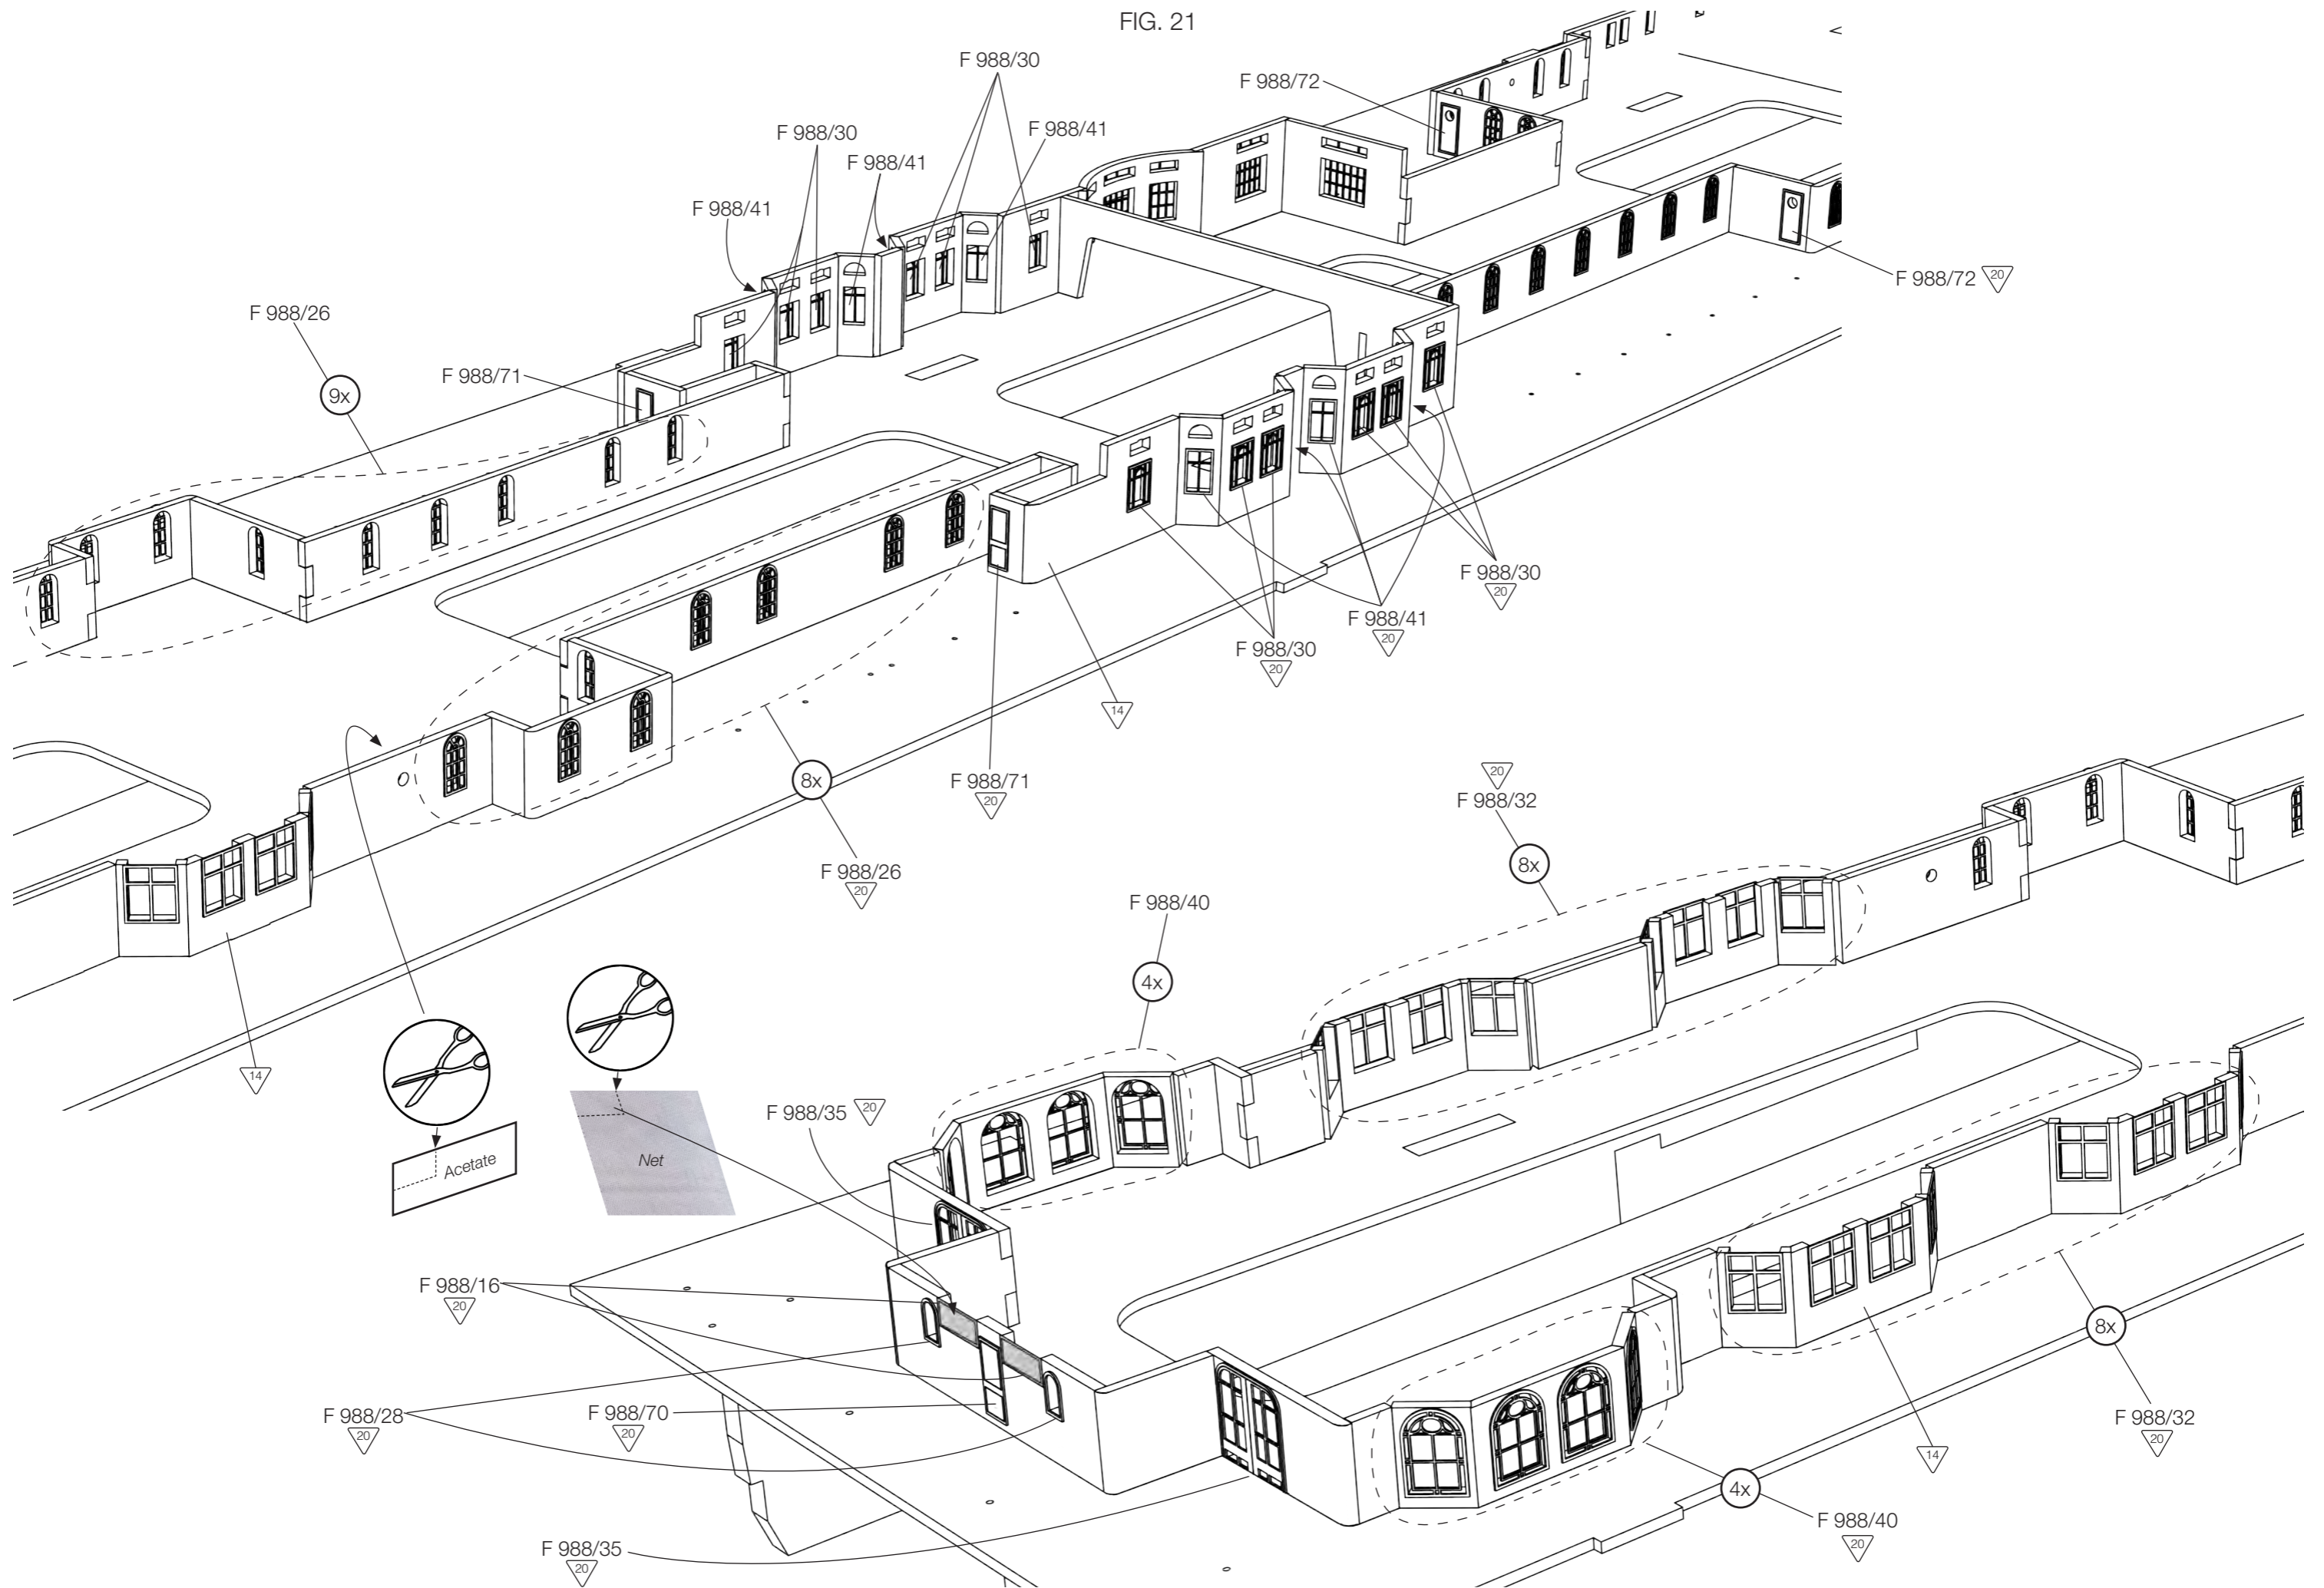 FIG. 21
F 988/30
F 988/72
F 988/30
F 988/41
F 988/41
F 988/41
F 988/72
20
F 988/26
9x
F 988/71
F 988/30
20
F 988/41
20
F 988/30
20
14
F 988/71
20
8x
F 988/26
20
20
F 988/32
8x
F 988/40
4x
14
Acetate
Net
F 988/35
20
F 988/16
20
F 988/28
20
F 988/70
20
F 988/35
20
8x
F 988/32
20
14
4x
F 988/40
20